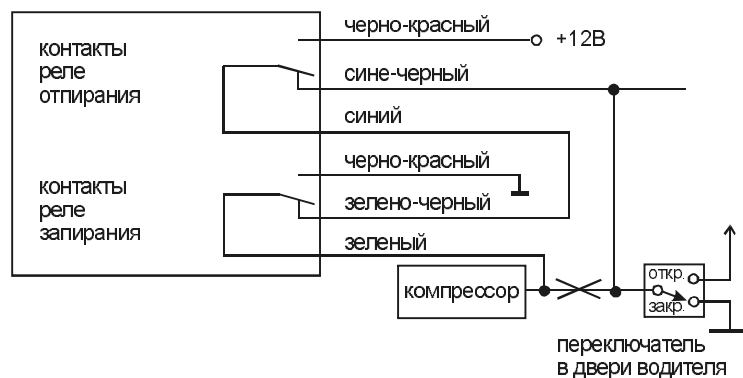 контакты
реле
отпирания
черно-красный
+12В
сине-черный
синий
контакты
реле
запирания
черно-красный
зелено-черный
зеленый
компрессор
откр.
закр.
переключатель
в двери водителя